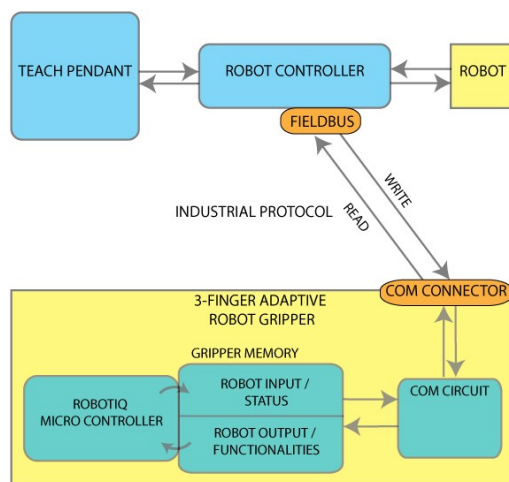 TEACH PENDANT
ROBOT CONTROLLER
ROBOT
FIELDBUS
WRITE
READ
INDUSTRIAL PROTOCOL
COM CONNECTOR
3-FINGER ADAPTIVE
ROBOT GRIPPER
GRIPPER MEMORY
ROBOTIQ
MICRO CONTROLLER
ROBOT INPUT /
STATUS
ROBOT OUTPUT /
FUNCTIONALITIES
COM CIRCUIT